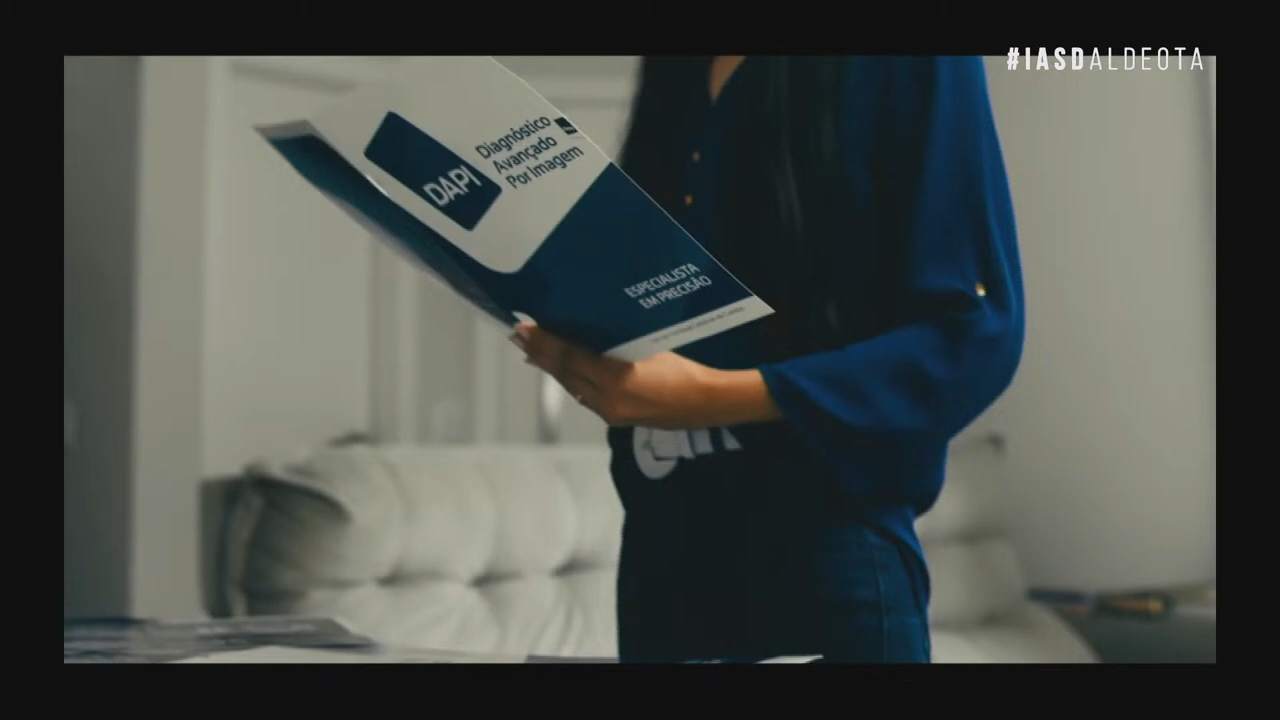 #IASDALDEOTA
DAPI
Diagnóstico
Avançado
Por Imagem
ESPECIALISTA
EM PRECISÃO